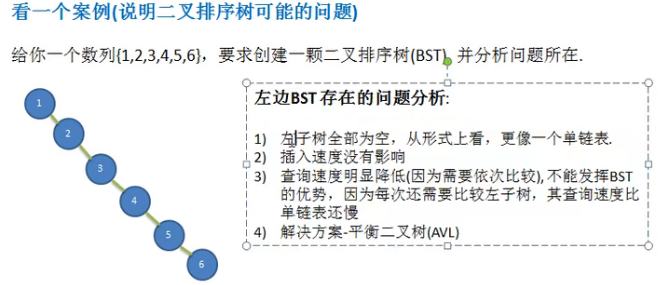 看一个案例(说明二叉排序树可能的问题)
给你一个数列{1,2,3,4,5,6}，要求创建一颗二叉排序树(BST), 并分析问题所在.
左边BST 存在的问题分析:
1) 左子树全部为空，从形式上看，更像一个单链表.
2) 插入速度没有影响
3) 查询速度明显降低(因为需要依次比较), 不能发挥BST
的优势，因为每次还需要比较左子树，其查询速度比
单链表还慢
4) 解决方案-平衡二叉树(AVL)
1
2
3
4
5
6